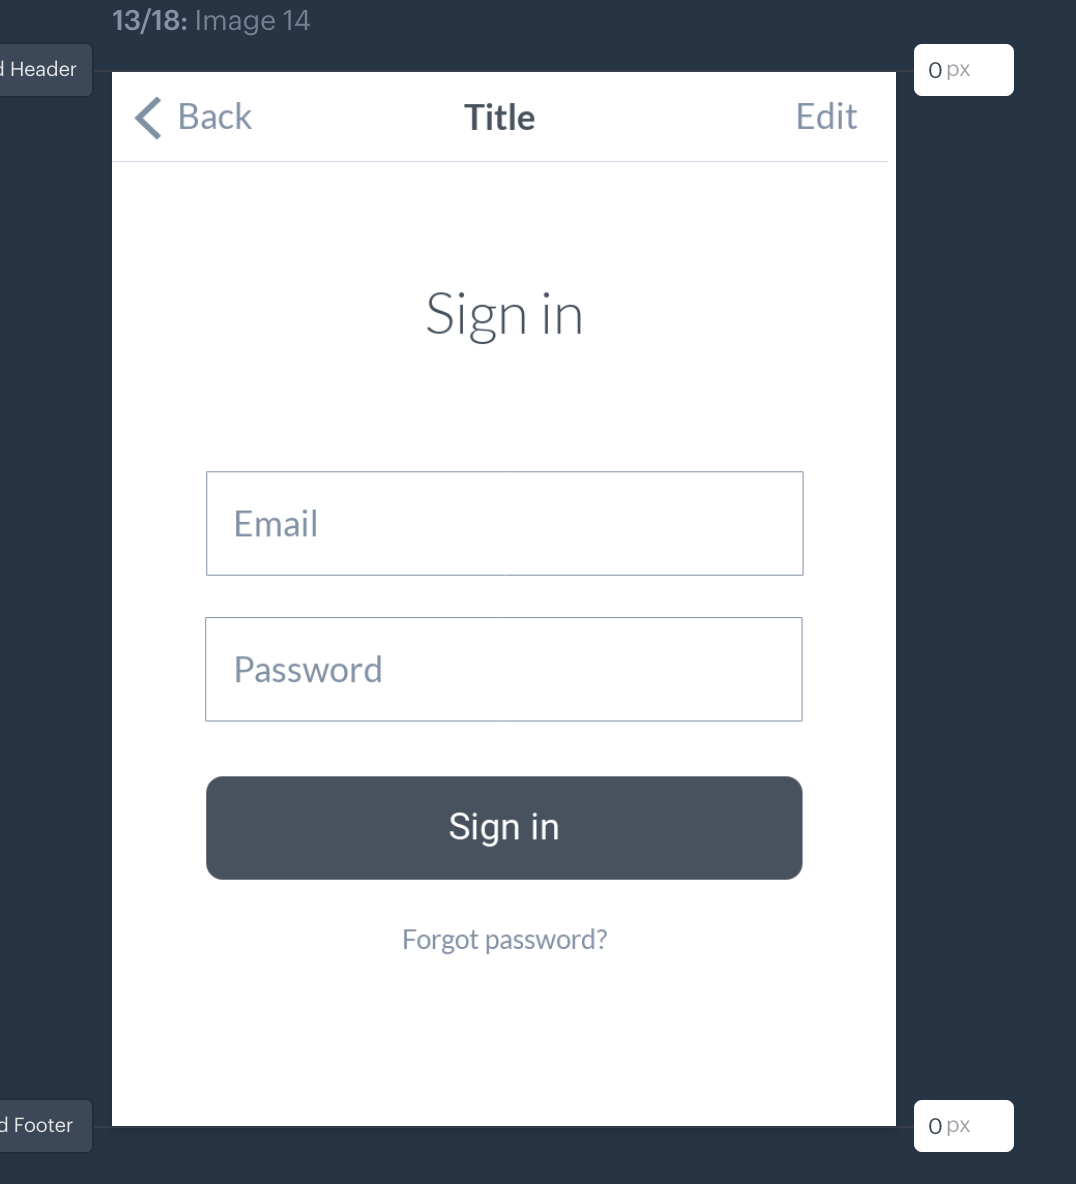 13/18: Image 14
d Header
0 px
Back
Title
Edit
Sign in
Email
Password
Sign in
Forgot password?
d Footer
0 px